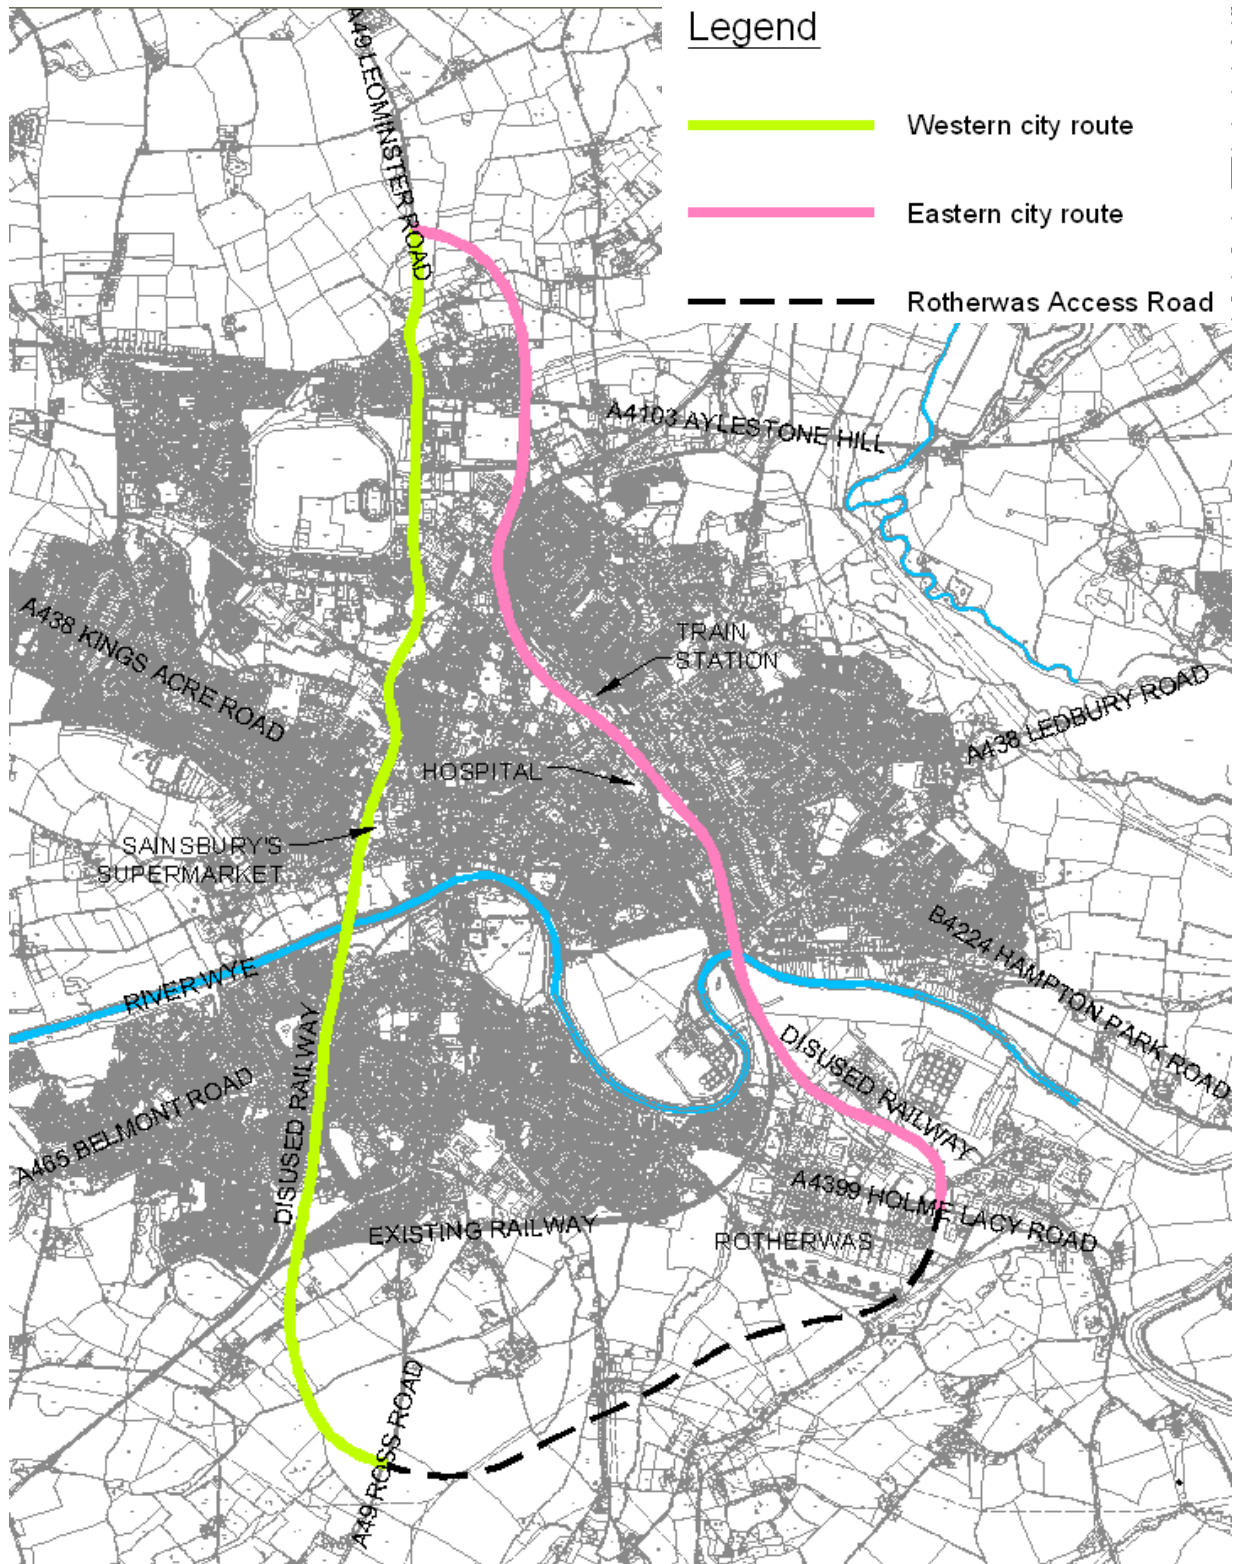 Legend
Western city route
Eastern city route
Rotherwas Access Road
A49 LEOMINSTER ROAD
A4103 AYLESTONE HILL
A438 KINGS ACRE ROAD
TRAIN
STATION
A438 LEDBURY ROAD
HOSPITAL
SAINSBURY'S
SUPERMARKET
B4224 HAMPTON PARK ROAD
RIVER WYE
DISUSED RAILWAY
DISUSED RAILWAY
A465 BELMONT ROAD
A4399 HOLME LACY ROAD
EXISTING RAILWAY
ROTHERWAS
A49 ROSS ROAD